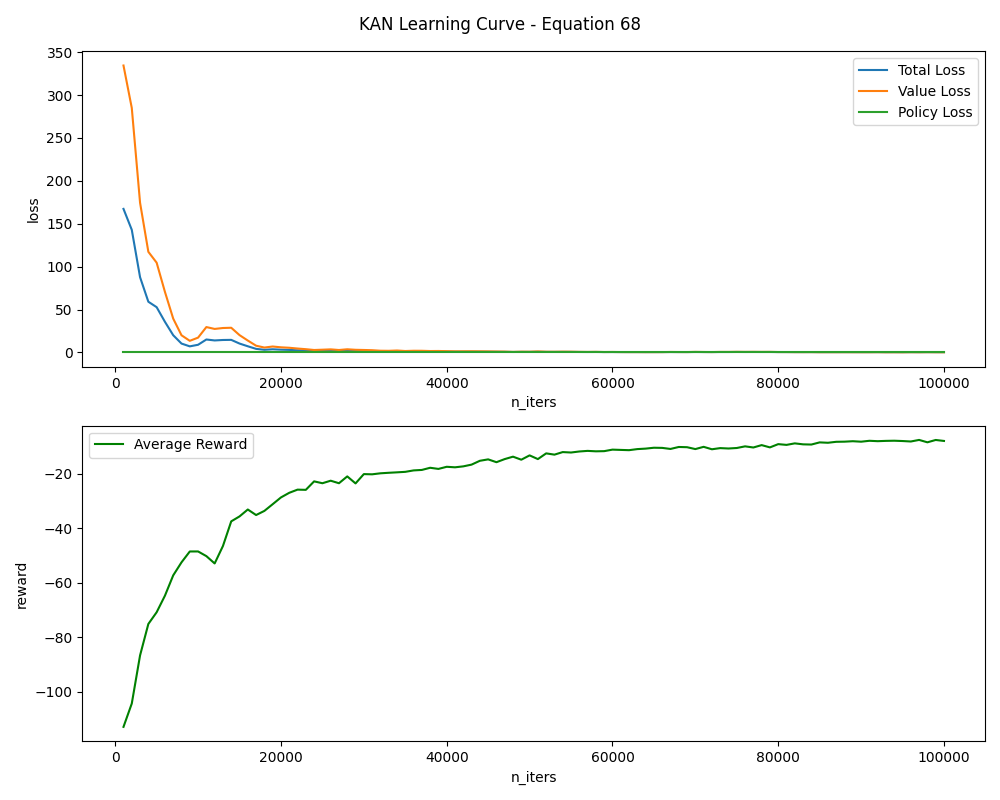 KAN Learning Curve - Equation 68
350
300
250
200
150
100
50
0
loss
Total Loss
Value Loss
Policy Loss
0 20000 40000 60000 80000 100000
n_iters
Average Reward
−20
−40
−60
−80
−100
reward
0 20000 40000 60000 80000 100000
n_iters